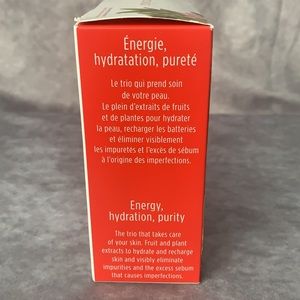 Énergie,
hydratation, pureté
Le trio qui prend soin
de votre peau.
Le plein d'extraits de fruits
et de plantes pour hydrater
la peau, recharger les batteries
et éliminer visiblement
les impuretés et l'excès de sébum
à l'origine des imperfections.
Energy,
hydration, purity
The trio that takes care
of your skin. Fruit and plant
extracts to hydrate and recharge
skin and visibly eliminate
impurities and the excess sebum
that causes imperfections.